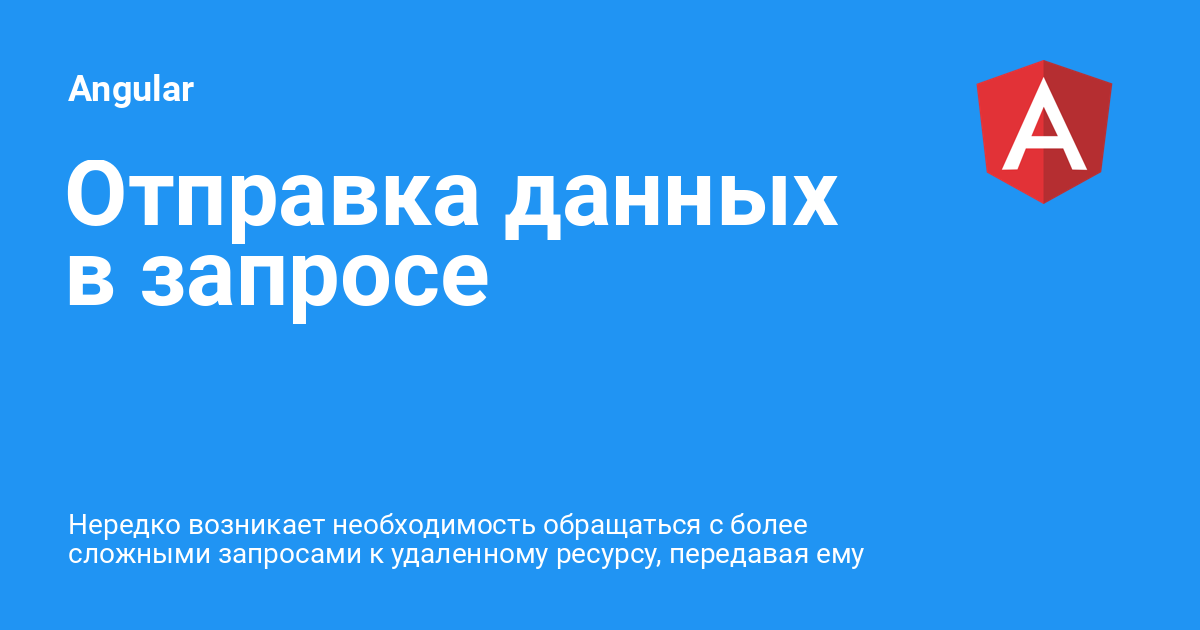 Angular
Отправка данных
в запросе
Нередко возникает необходимость обращаться с более
сложными запросами к удаленному ресурсу, передавая ему